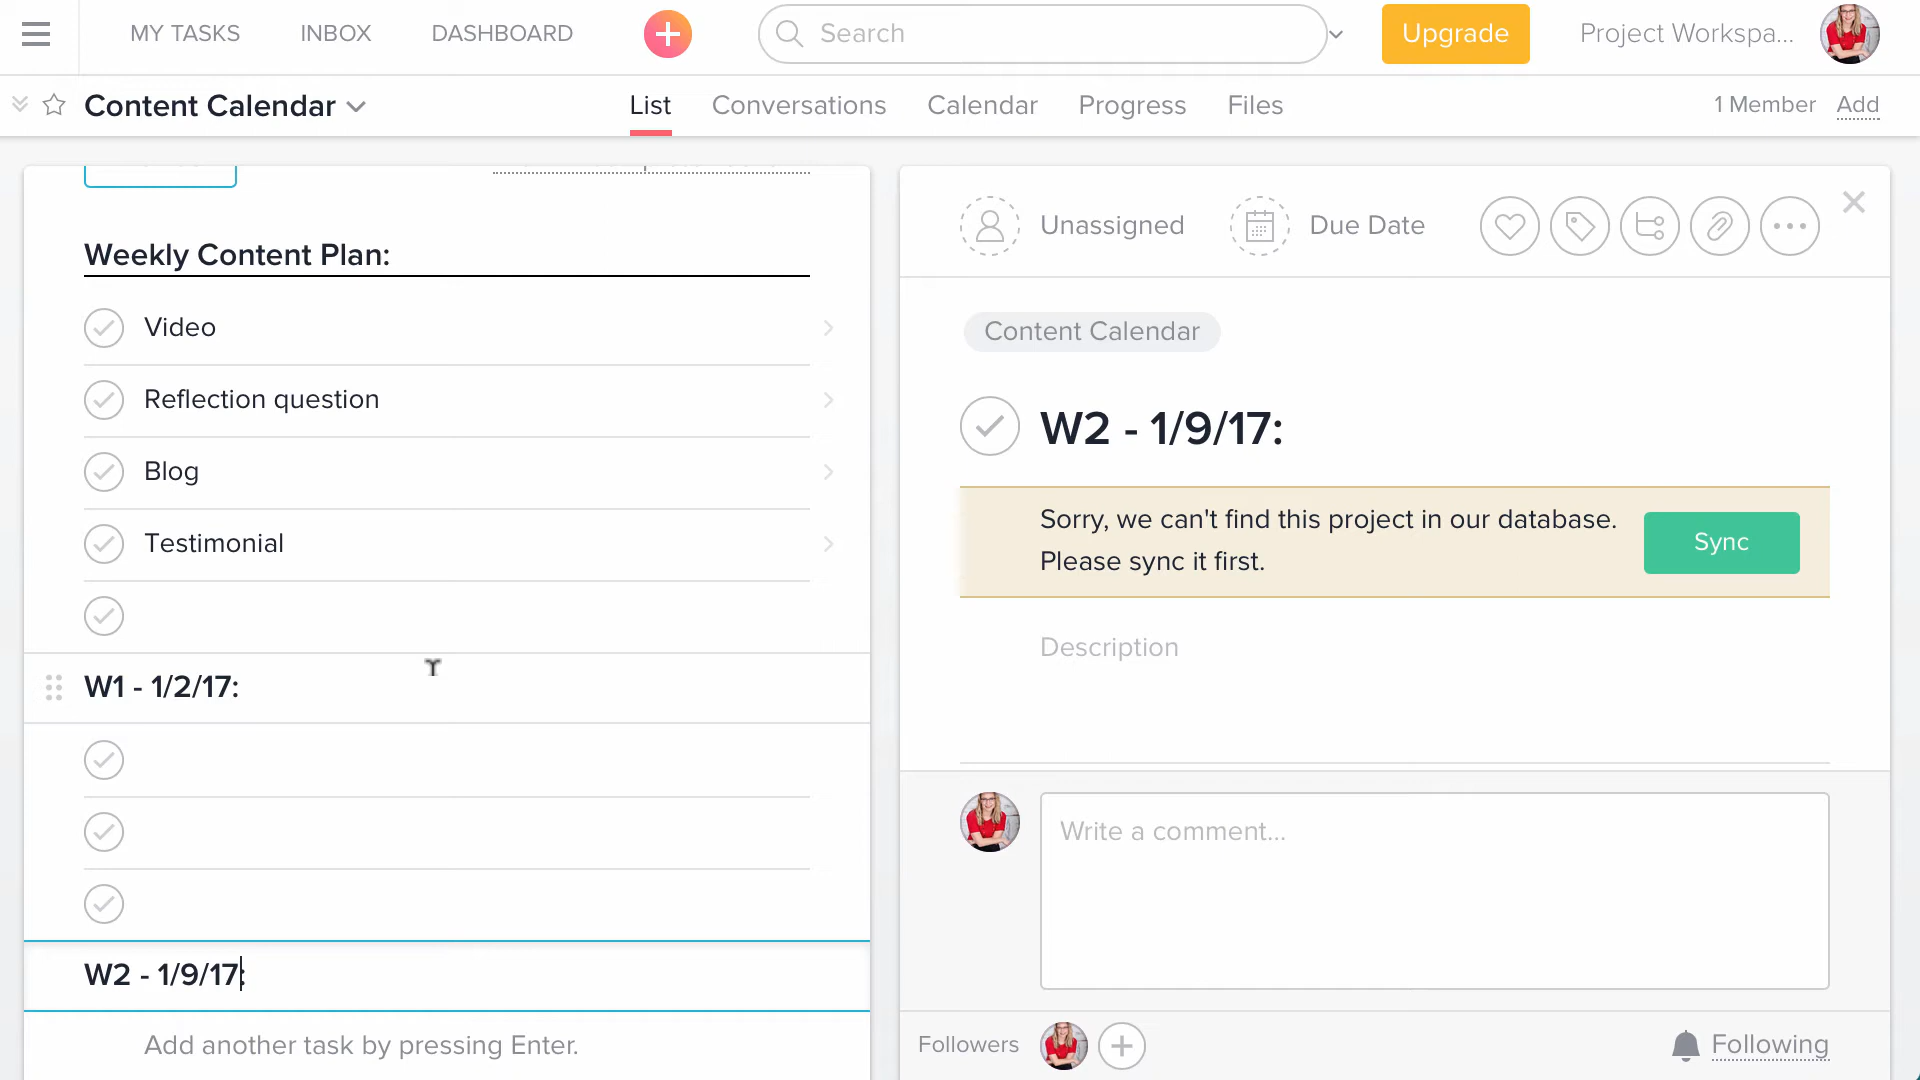 MY TASKS INBOX DASHBOARD Search Upgrade Project Workspa...
Content Calendar List Conversations Calendar Progress Files 1 Member Add
Weekly Content Plan:
Video
Reflection question
Blog
Testimonial
W1 - 1/2/17:
W2 - 1/9/17:
Add another task by pressing Enter.
Unassigned Due Date
Content Calendar
W2 - 1/9/17:
Sorry, we can't find this project in our database.
Please sync it first.
Sync
Description
Write a comment...
Followers Following